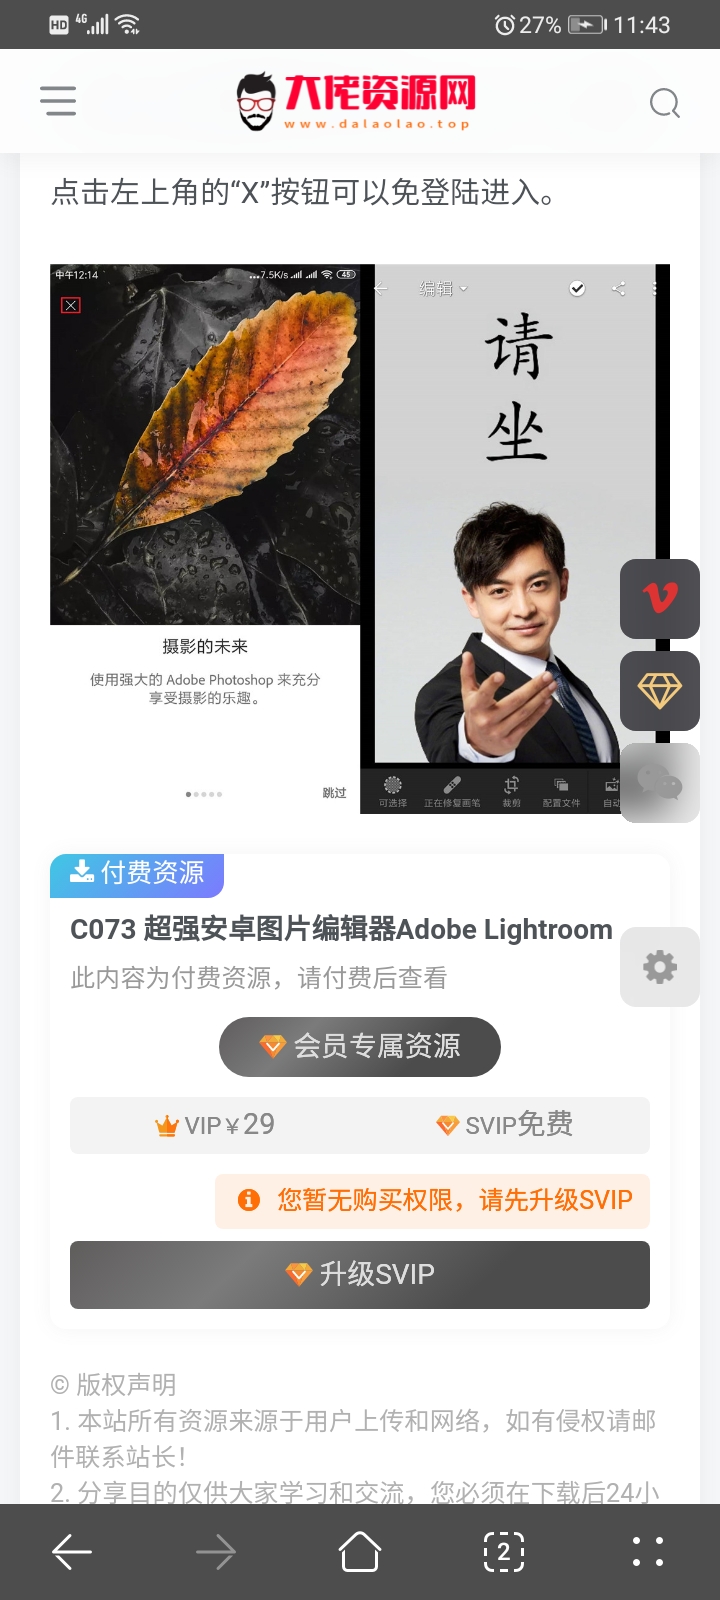 HD 4G 27% 11:43
大佬资源网
www.dalaolao.top
点击左上角的“X”按钮可以免登陆进入。
中午12:14 ...7.5K/s 45
编辑
请
坐
摄影的未来
使用强大的 Adobe Photoshop 来充分
享受摄影的乐趣。
跳过
可选择 正在修复画笔 裁剪 配置文件 自动
付费资源
C073 超强安卓图片编辑器Adobe Lightroom
此内容为付费资源，请付费后查看
会员专属资源
VIP￥29 SVIP免费
您暂无购买权限，请先升级SVIP
升级SVIP
© 版权声明
1. 本站所有资源来源于用户上传和网络，如有侵权请邮
件联系站长！
2. 分享目的仅供大家学习和交流，您必须在下载后24小
2